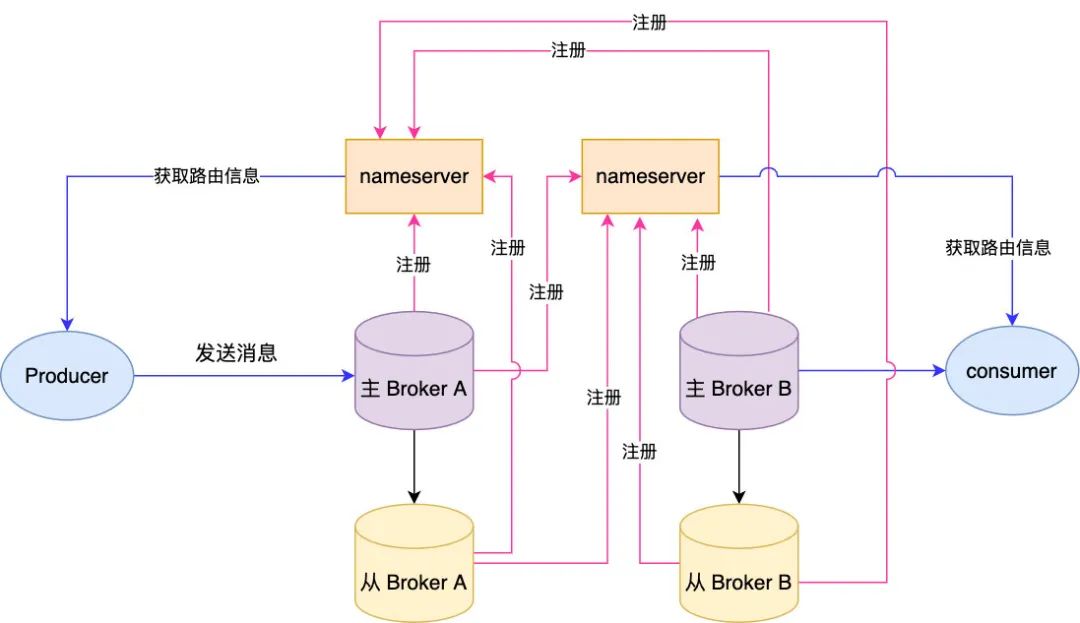 注册
注册
获取路由信息
nameserver
nameserver
注册
注册
注册
注册
获取路由信息
Producer
发送消息
主 Broker A
注册
主 Broker B
consumer
注册
从 Broker A
从 Broker B